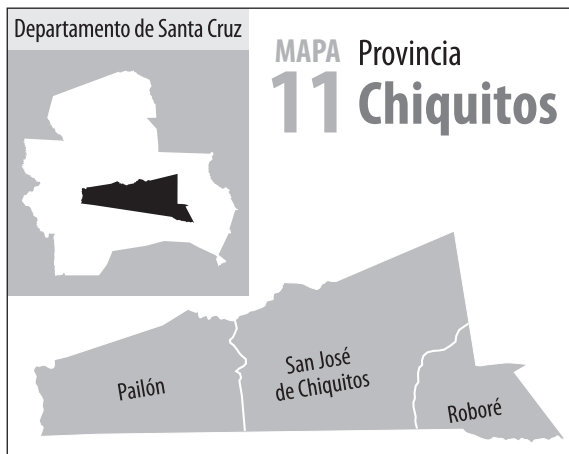 Departamento de Santa Cruz
MAPA
11
Provincia
Chiquitos
Pailón
San José
de Chiquitos
Roboré